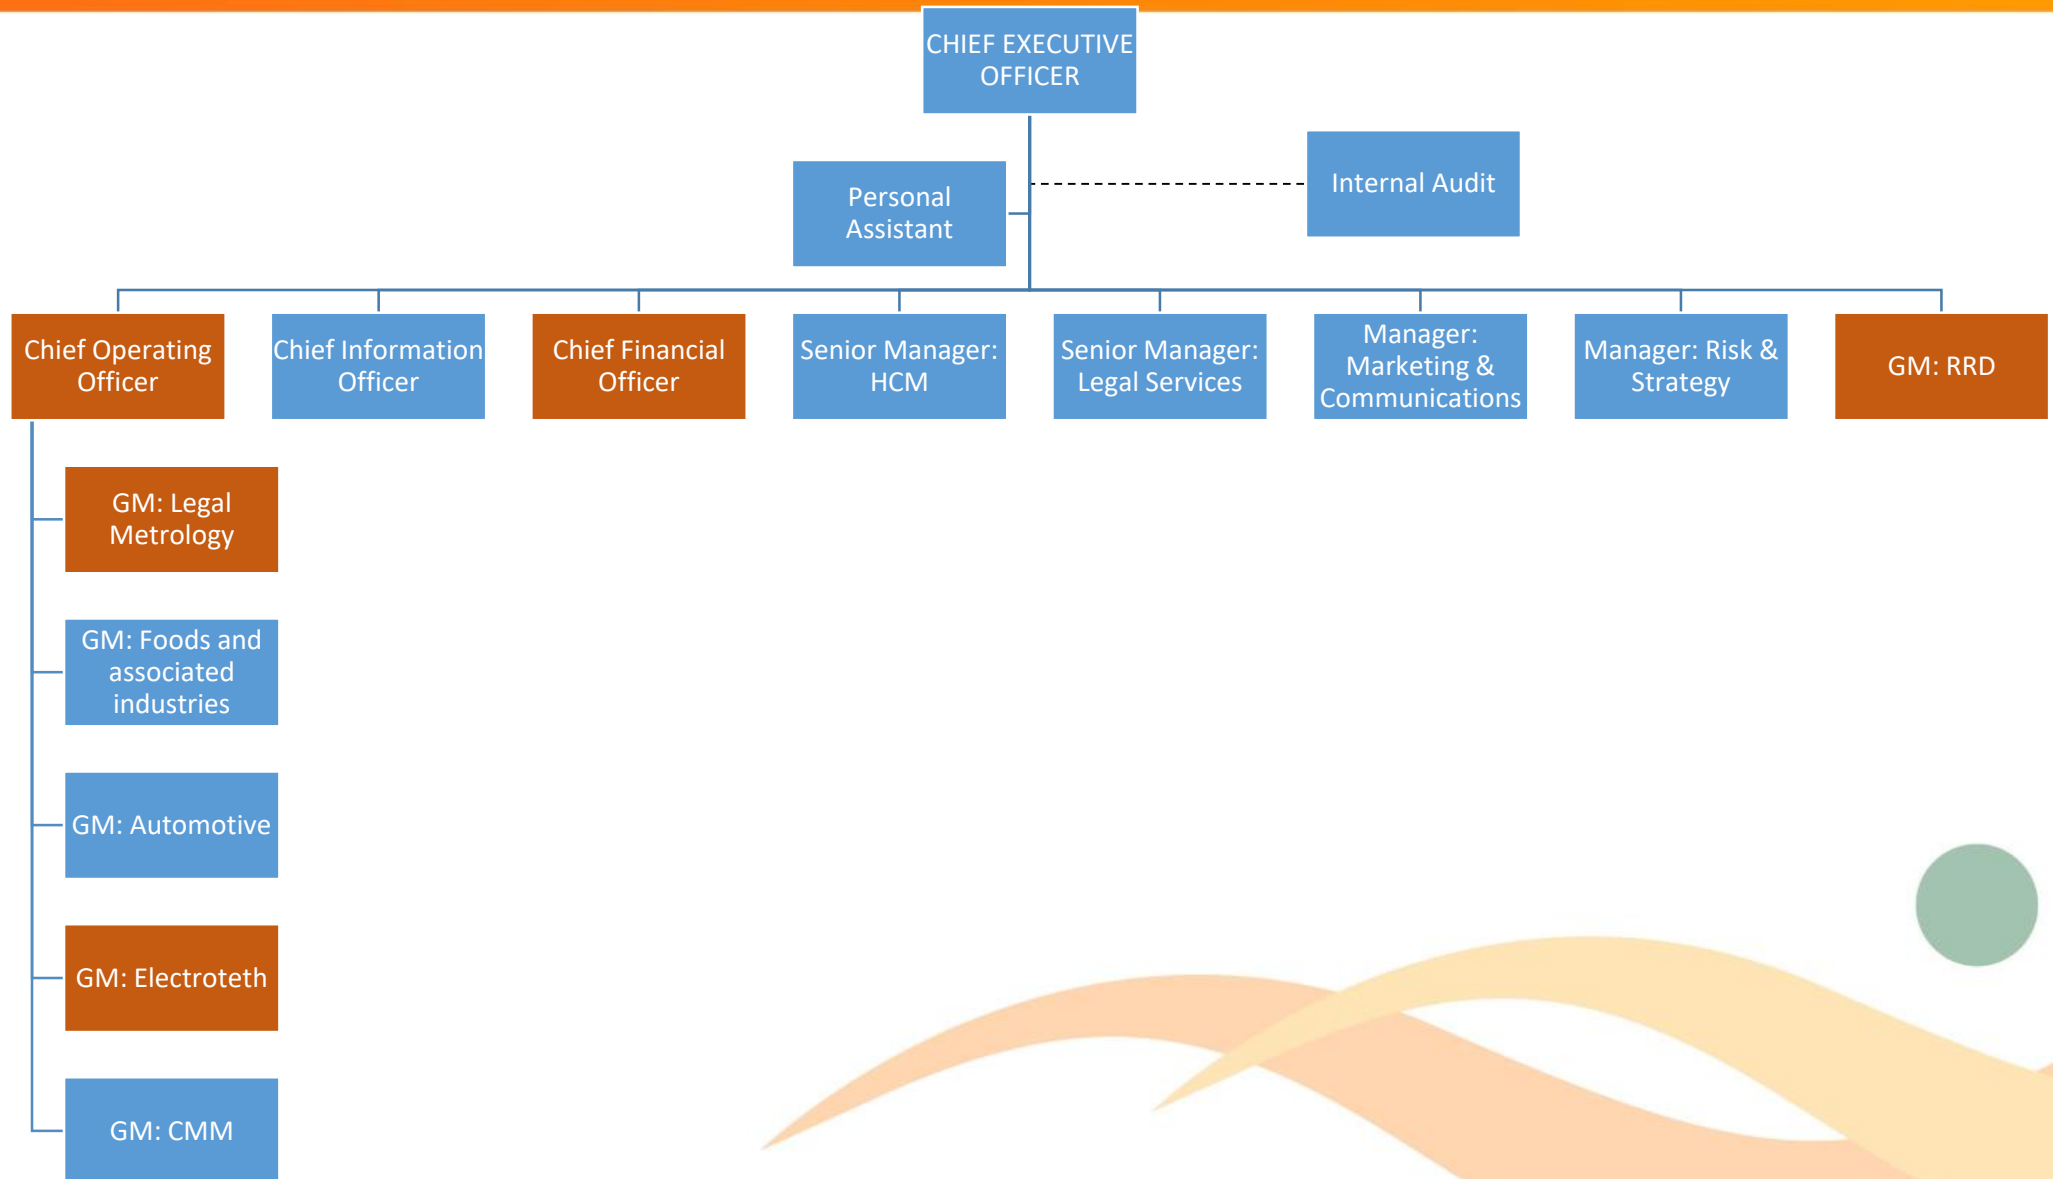 CHIEF EXECUTIVE
OFFICER
Personal
Assistant
Internal Audit
Chief Operating
Officer
Chief Information
Officer
Chief Financial
Officer
Senior Manager:
HCM
Senior Manager:
Legal Services
Manager:
Marketing &
Communications
Manager: Risk &
Strategy
GM: RRD
GM: Legal
Metrology
GM: Foods and
associated
industries
GM: Automotive
GM: Electroteth
GM: CMM